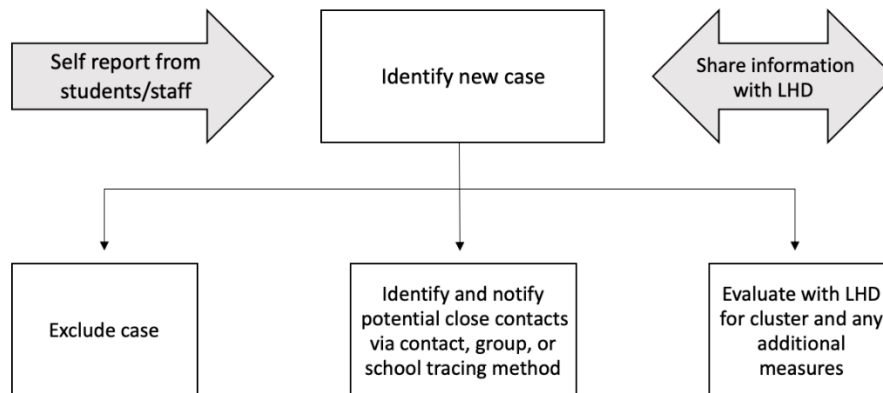 Self report from
students/staff
Identify new case
Share information
with LHD
Exclude case
Identify and notify
potential close contacts
via contact, group, or
school tracing method
Evaluate with LHD
for cluster and any
additional
measures